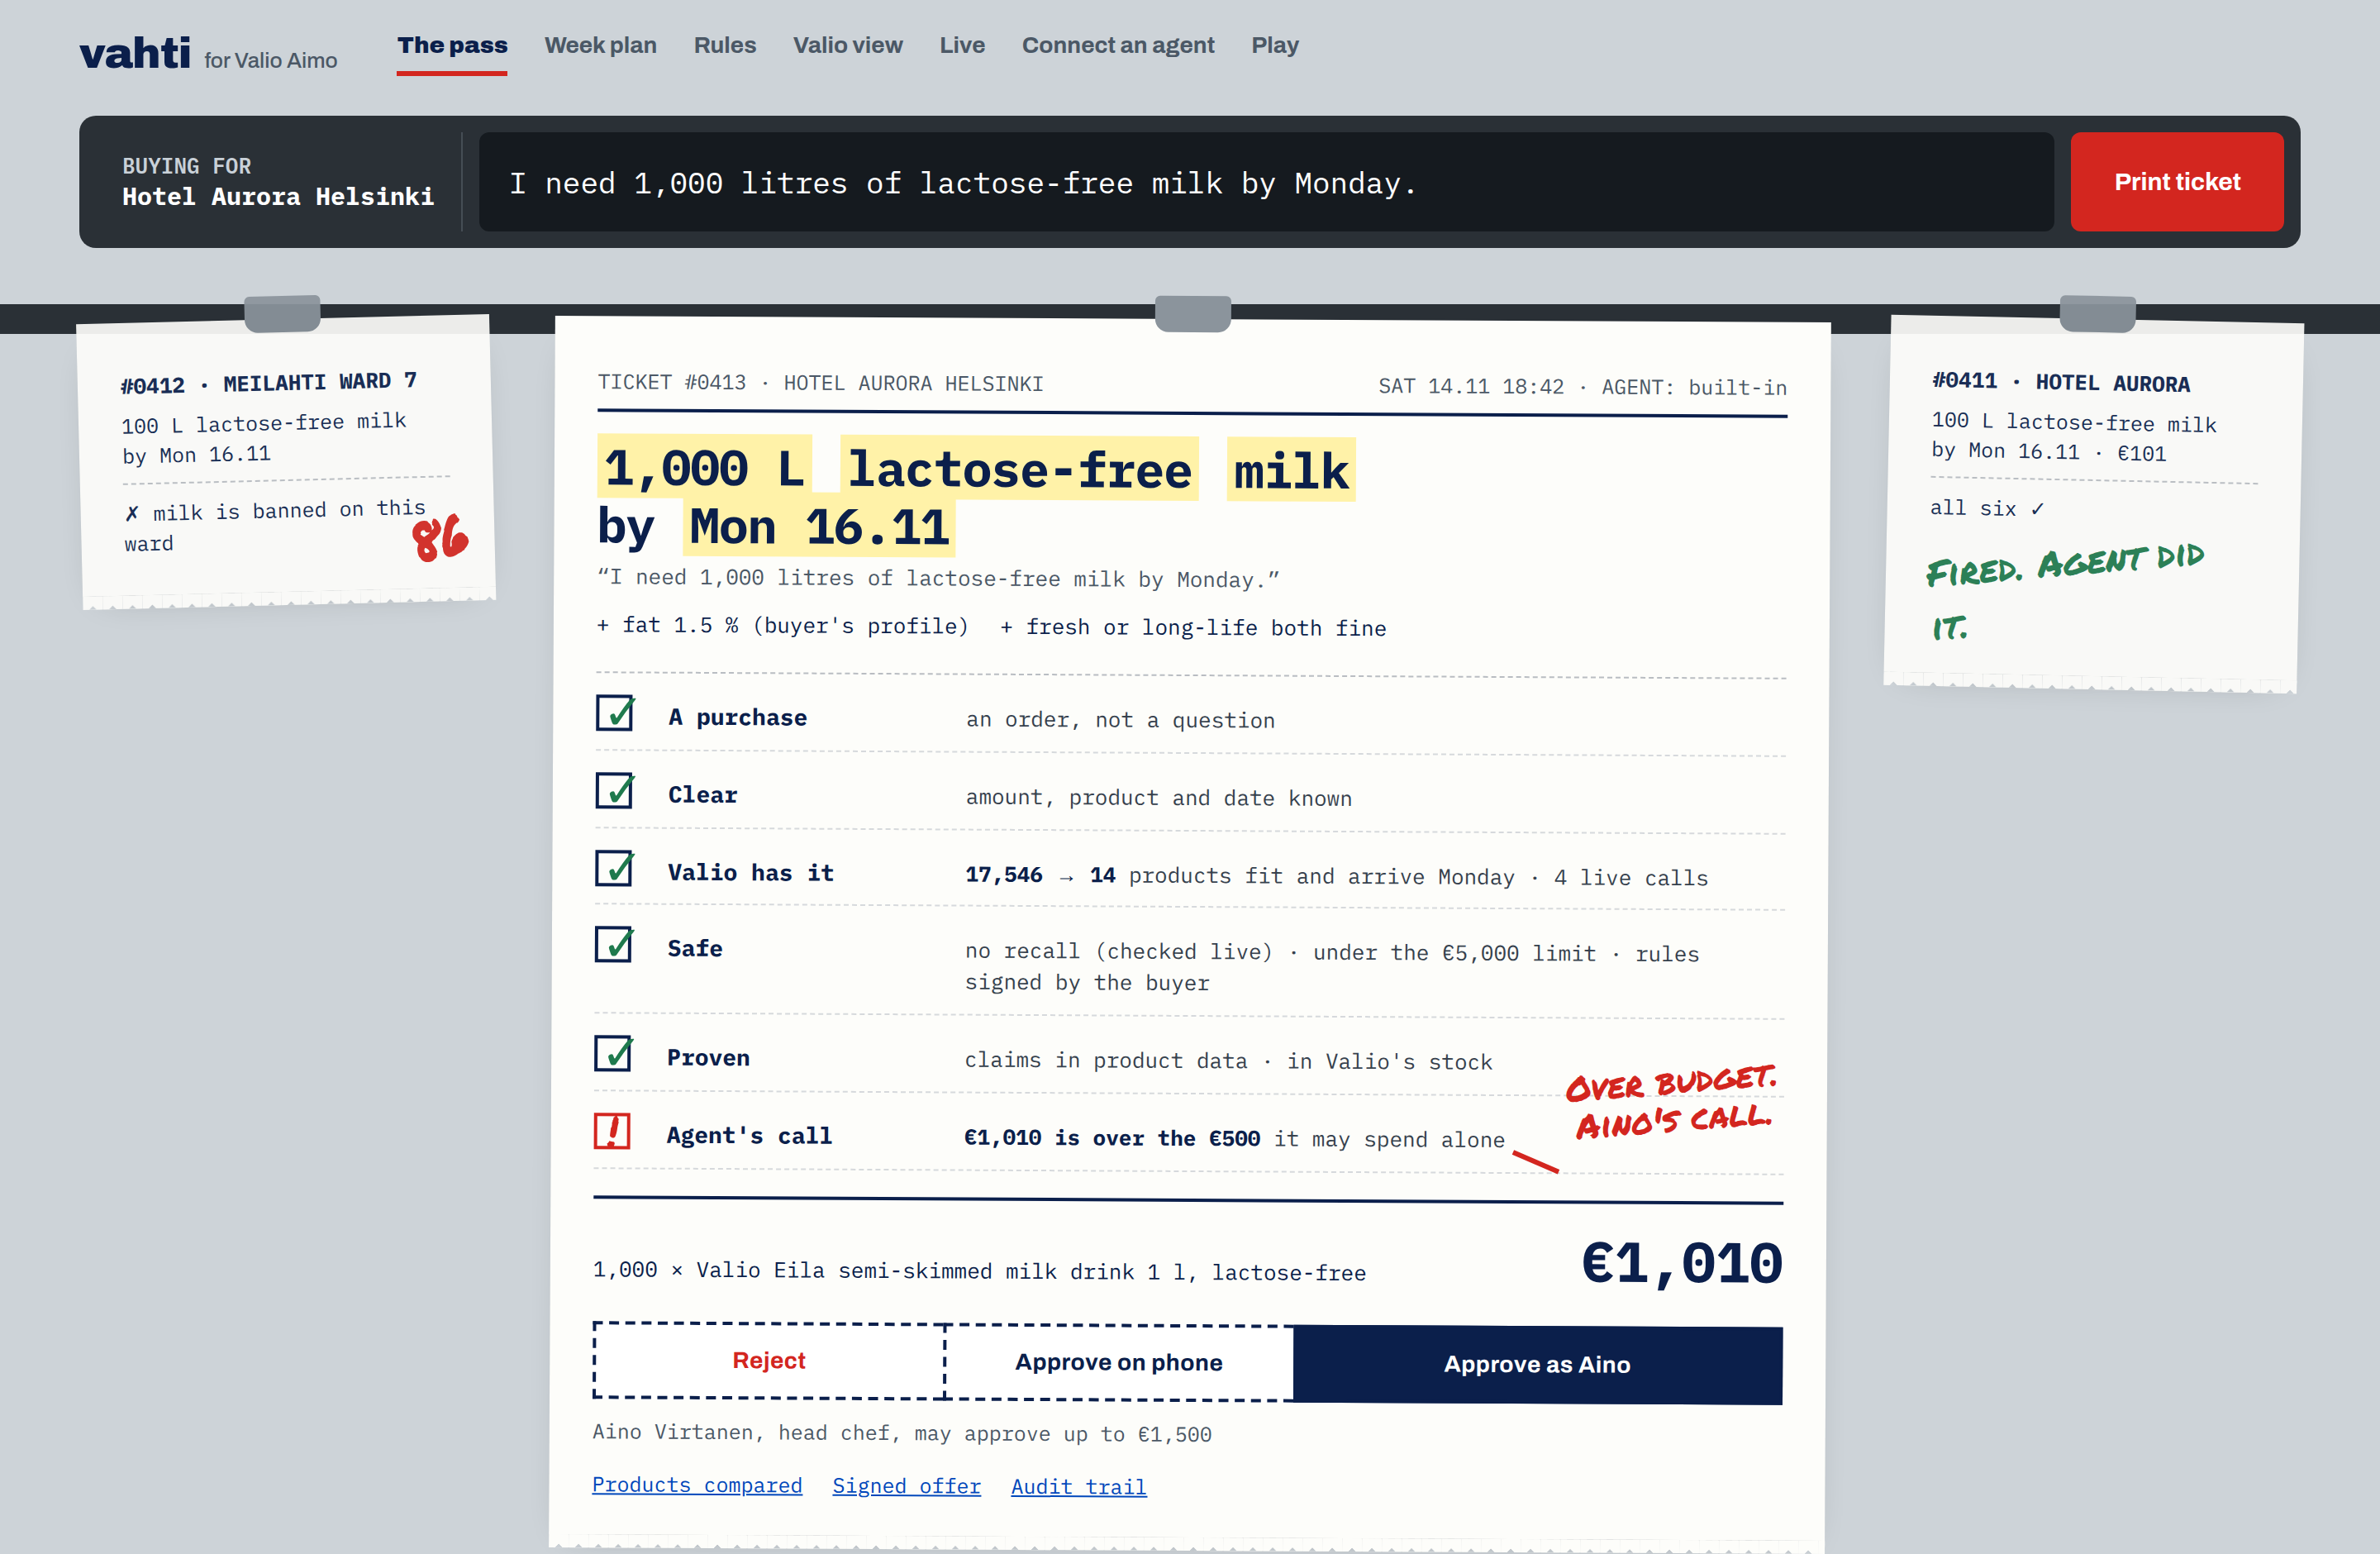 vahti for Valio Aimo
The pass Week plan Rules Valio view Live Connect an agent Play
BUYING FOR
Hotel Aurora Helsinki
I need 1,000 litres of lactose-free milk by Monday.
Print ticket
#0412 · MEILAHTI WARD 7
100 L lactose-free milk
by Mon 16.11
✗ milk is banned on this
ward
86
TICKET #0413 · HOTEL AURORA HELSINKI
SAT 14.11 18:42 · AGENT: built-in
1,000 L lactose-free milk
by Mon 16.11
“I need 1,000 litres of lactose-free milk by Monday.”
+ fat 1.5 % (buyer's profile) + fresh or long-life both fine
✓ A purchase an order, not a question
✓ Clear amount, product and date known
✓ Valio has it 17,546 → 14 products fit and arrive Monday · 4 live calls
✓ Safe no recall (checked live) · under the €5,000 limit · rules
signed by the buyer
✓ Proven claims in product data · in Valio's stock
! Agent's call €1,010 is over the €500 it may spend alone
OVER BUDGET.
AINO'S CALL.
1,000 × Valio Eila semi-skimmed milk drink 1 l, lactose-free
€1,010
Reject
Approve on phone
Approve as Aino
Aino Virtanen, head chef, may approve up to €1,500
Products compared Signed offer Audit trail
#0411 · HOTEL AURORA
100 L lactose-free milk
by Mon 16.11 · €101
all six ✓
FIRED. AGENT DID
IT.